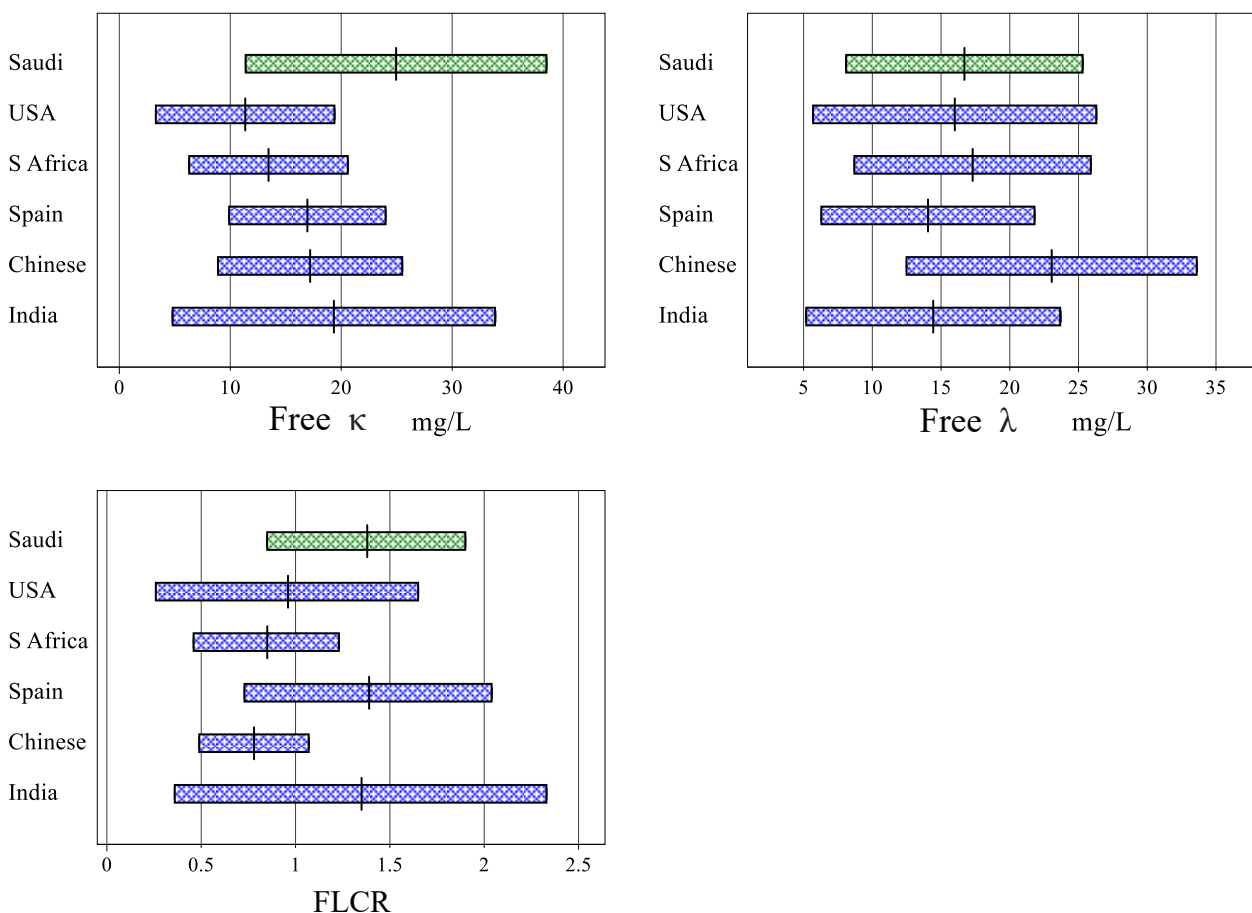 Saudi
USA
S Africa
Spain
Chinese
India
0 10 20 30 40
Free κ mg/L
Saudi
USA
S Africa
Spain
Chinese
India
5 10 15 20 25 30 35
Free λ mg/L
Saudi
USA
S Africa
Spain
Chinese
India
0 0.5 1 1.5 2 2.5
FLCR